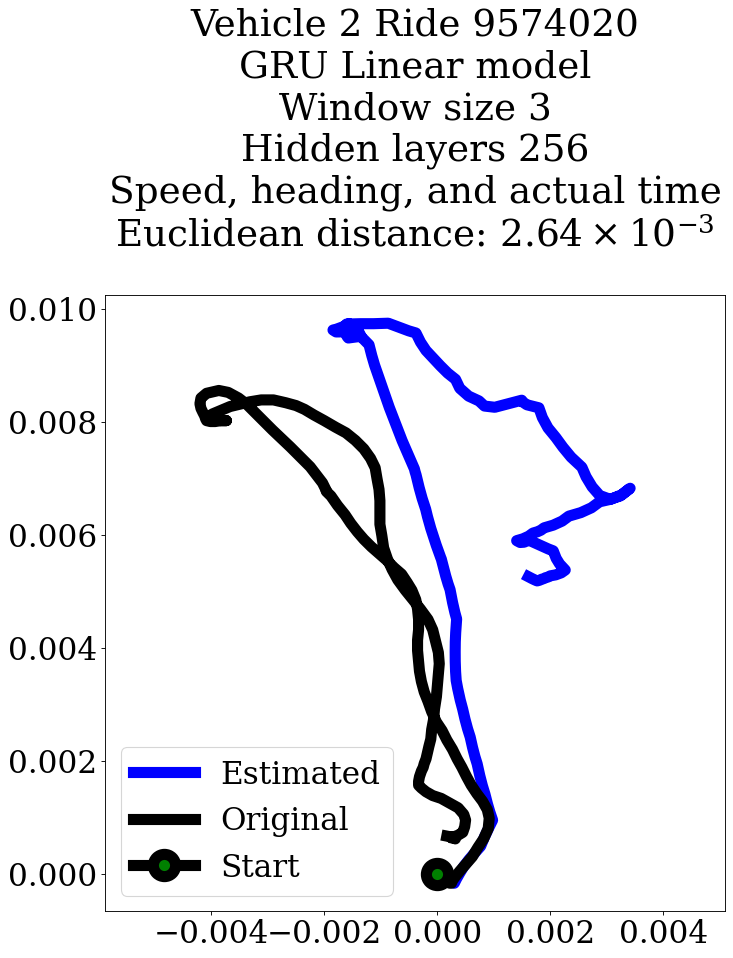 Vehicle 2 Ride 9574020
GRU Linear model
Window size 3
Hidden layers 256
Speed, heading, and actual time
Euclidean distance: 2.64 × 10⁻³
0.010
0.008
0.006
0.004
0.002
0.000
Estimated
Original
Start
−0.004 −0.002 0.000 0.002 0.004